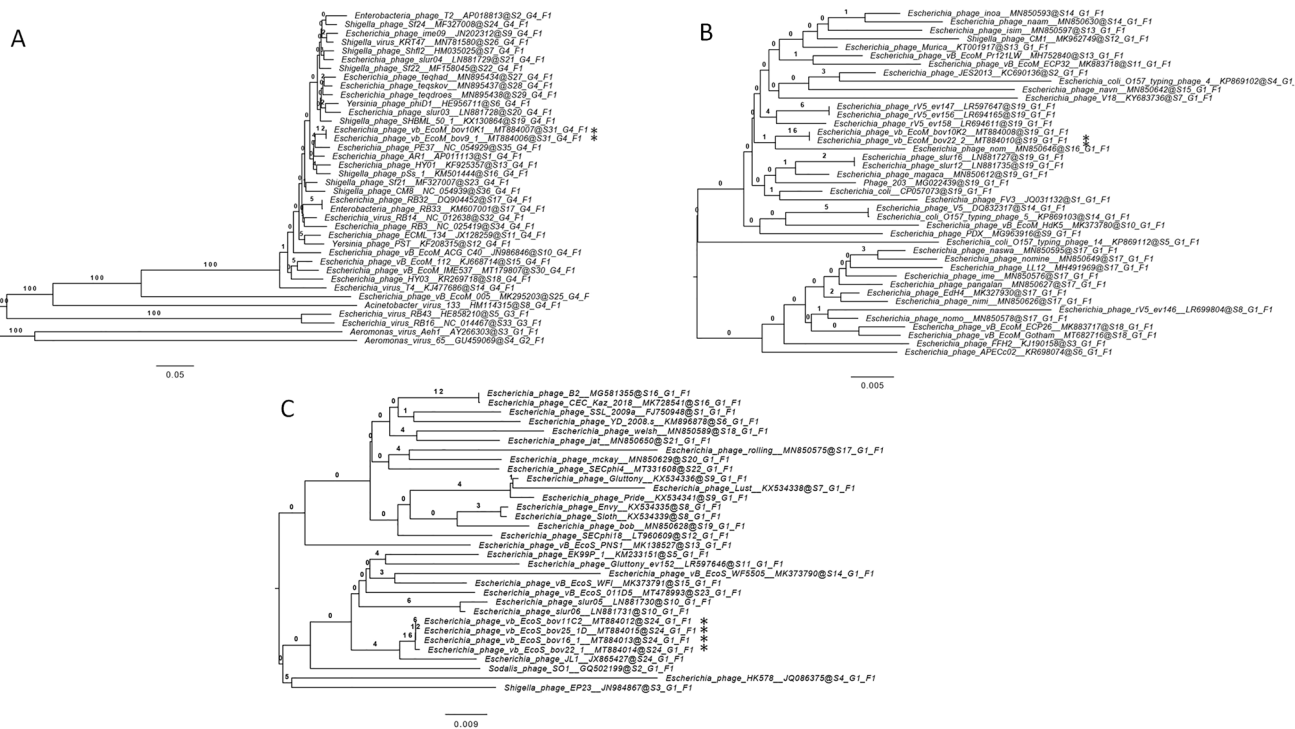 A
Enterobacteria_phage_T2__AP018813@S2_G4_F1
Shigella_phage_Sf24__MF327008@S24_G4_F1
Escherichia_phage_ime09__JN202312@S9_G4_F1
Shigella_virus_KRT47__MN781580@S26_G4_F1
Shigella_phage_Shfl2__HM035025@S7_G4_F1
Escherichia_phage_slur04__LN881729@S21_G4_F1
Shigella_phage_Sf22__MF158045@S22_G4_F1
Escherichia_phage_teqhad__MN895434@S27_G4_F1
Escherichia_phage_teqskov__MN895437@S28_G4_F1
Escherichia_phage_teqdroes__MN895438@S29_G4_F1
Yersinia_phage_phiD1__HE956711@S6_G4_F1
Escherichia_phage_slur03__LN881728@S20_G4_F1
Shigella_phage_SHBML_50_1__KX130864@S19_G4_F1
Escherichia_phage_vb_EcoM_bov10K1__MT884007@S31_G4_F1 *
Escherichia_phage_vb_EcoM_bov9_1__MT884006@S31_G4_F1 *
Escherichia_phage_PE37__NC_054929@S35_G4_F1
Escherichia_phage_AR1__AP011113@S1_G4_F1
Escherichia_phage_HY01__KF925357@S13_G4_F1
Shigella_phage_pSs_1__KM501444@S16_G4_F1
Shigella_phage_Sf21__MF327007@S23_G4_F1
Shigella_phage_CM8__NC_054939@S36_G4_F1
Escherichia_phage_RB32__DQ904452@S17_G4_F1
Enterobacteria_phage_RB33__KM607001@S17_G4_F1
Escherichia_virus_RB14__NC_012638@S32_G4_F1
Escherichia_phage_RB3__NC_025419@S34_G4_F1
Escherichia_phage_ECML_134__JX128259@S11_G4_F1
Yersinia_phage_PST__KF208315@S12_G4_F1
Escherichia_phage_vB_EcoM_ACG_C40__JN986846@S10_G4_F1
Escherichia_phage_vB_EcoM_112__KJ668714@S15_G4_F1
Escherichia_phage_vB_EcoM_IME537__MT179807@S30_G4_F1
Escherichia_phage_HY03__KR269718@S18_G4_F1
Escherichia_virus_T4__KJ477686@S14_G4_F1
Escherichia_phage_vB_EcoM_005__MK295203@S25_G4_F
Acinetobacter_virus_133__HM114315@S8_G4_F1
Escherichia_virus_RB43__HE858210@S5_G3_F1
Escherichia_virus_RB16__NC_014467@S33_G3_F1
Aeromonas_virus_Aeh1__AY266303@S3_G1_F1
Aeromonas_virus_65__GU459069@S4_G2_F1
100
100
100
100
100
0.05
B
Escherichia_phage_inoa__MN850593@S14_G1_F1
Escherichia_phage_naam__MN850630@S14_G1_F1
Escherichia_phage_isim__MN850597@S13_G1_F1
Shigella_phage_CM1__MK962749@S12_G1_F1
Escherichia_phage_Murica__KT001917@S13_G1_F1
Escherichia_phage_vB_EcoM_Pr121LW__MH752840@S13_G1_F1
Escherichia_phage_vB_EcoM_ECP32__MK883718@S11_G1_F1
Escherichia_phage_JES2013__KC690136@S2_G1_F1
Escherichia_coli_O157_typing_phage_4__KP869102@S4_G1_
Escherichia_phage_navn__MN850642@S15_G1_F1
Escherichia_phage_V18__KY683736@S7_G1_F1
Escherichia_phage_rV5_ev147__LR597647@S19_G1_F1
Escherichia_phage_rV5_ev156__LR694165@S19_G1_F1
Escherichia_phage_rV5_ev158__LR694611@S19_G1_F1
Escherichia_phage_vb_EcoM_bov10K2__MT884008@S19_G1_F1 *
Escherichia_phage_vb_EcoM_bov22_2__MT884010@S19_G1_F1 *
Escherichia_phage_nom__MN850646@S16_G1_F1
Escherichia_phage_slur16__LN881727@S19_G1_F1
Escherichia_phage_slur12__LN881735@S19_G1_F1
Escherichia_phage_magaca__MN850612@S19_G1_F1
Phage_203__MG022439@S19_G1_F1
Escherichia_coli__CP057073@S19_G1_F1
Escherichia_phage_FV3__JQ031132@S1_G1_F1
Escherichia_phage_V5__DQ832317@S14_G1_F1
Escherichia_coli_O157_typing_phage_5__KP869103@S14_G1_F1
Escherichia_phage_vB_EcoM_HdK5__MK373780@S10_G1_F1
Escherichia_phage_PDX__MG963916@S9_G1_F1
Escherichia_coli_O157_typing_phage_14__KP869112@S5_G1_F1
Escherichia_phage_naswa__MN850595@S17_G1_F1
Escherichia_phage_nomine__MN850649@S17_G1_F1
Escherichia_phage_LL12__MH491969@S17_G1_F1
Escherichia_phage_ime__MN850576@S17_G1_F1
Escherichia_phage_pangalan__MN850627@S17_G1_F1
Escherichia_phage_EdH4__MK327930@S17_G1_F1
Escherichia_phage_nimi__MN850626@S17_G1_F1
Escherichia_phage_rV5_ev146__LR699804@S8_G1_F1
Escherichia_phage_nomo__MN850578@S17_G1_F1
Escherichia_phage_vB_EcoM_ECP26__MK883717@S18_G1_F1
Escherichia_phage_vB_EcoM_Gotham__MT682716@S18_G1_F1
Escherichia_phage_FFH2__KJ190158@S3_G1_F1
Escherichia_phage_APECc02__KR698074@S6_G1_F1
0.005
C
Escherichia_phage_B2__MG581355@S16_G1_F1
Escherichia_phage_CEC_Kaz_2018__MK728541@S16_G1_F1
Escherichia_phage_SSL_2009a__FJ750948@S1_G1_F1
Escherichia_phage_YD_2008.s__KM896878@S6_G1_F1
Escherichia_phage_welsh__MN850589@S18_G1_F1
Escherichia_phage_jat__MN850650@S21_G1_F1
Escherichia_phage_rolling__MN850575@S17_G1_F1
Escherichia_phage_mckay__MN850629@S20_G1_F1
Escherichia_phage_SECphi4__MT331608@S22_G1_F1
Escherichia_phage_Gluttony__KX534336@S9_G1_F1
Escherichia_phage_Lust__KX534338@S7_G1_F1
Escherichia_phage_Pride__KX534341@S9_G1_F1
Escherichia_phage_Envy__KX534335@S8_G1_F1
Escherichia_phage_Sloth__KX534339@S8_G1_F1
Escherichia_phage_bob__MN850628@S19_G1_F1
Escherichia_phage_SECphi18__LT960609@S12_G1_F1
Escherichia_phage_vB_EcoS_PNS1__MK138527@S13_G1_F1
Escherichia_phage_EK99P_1__KM233151@S5_G1_F1
Escherichia_phage_Gluttony_ev152__LR597646@S11_G1_F1
Escherichia_phage_vB_EcoS_WF5505__MK373790@S14_G1_F1
Escherichia_phage_vB_EcoS_WFI__MK373791@S15_G1_F1
Escherichia_phage_vB_EcoS_011D5__MT478993@S23_G1_F1
Escherichia_phage_slur05__LN881730@S10_G1_F1
Escherichia_phage_slur06__LN881731@S10_G1_F1
Escherichia_phage_vb_EcoS_bov11C2__MT884012@S24_G1_F1 *
Escherichia_phage_vb_EcoS_bov25_1D__MT884015@S24_G1_F1 *
Escherichia_phage_vb_EcoS_bov16_1__MT884013@S24_G1_F1 *
Escherichia_phage_vb_EcoS_bov22_1__MT884014@S24_G1_F1 *
Escherichia_phage_JL1__JX865427@S24_G1_F1
Sodalis_phage_SO1__GQ502199@S2_G1_F1
Escherichia_phage_HK578__JQ086375@S4_G1_F1
Shigella_phage_EP23__JN984867@S3_G1_F1
0.009